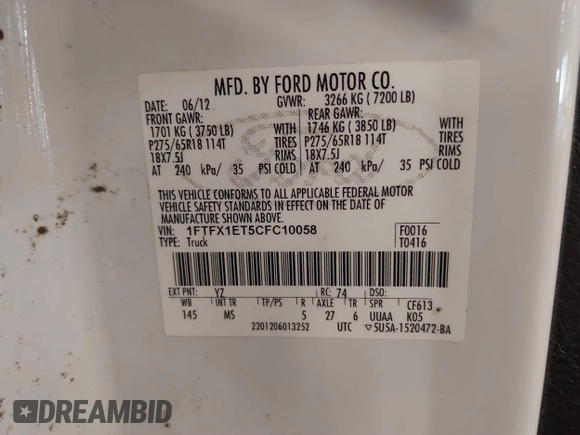 MFD. BY FORD MOTOR CO.
DATE: 06/12 GVWR: 3266 KG ( 7200 LB)
FRONT GAWR: REAR GAWR:
1701 KG ( 3750 LB) WITH 1746 KG ( 3850 LB) WITH
P275/65R18 114T TIRES P275/65R18 114T TIRES
18X7.5J RIMS 18X7.5J RIMS
AT 240 kPa/ 35 PSI COLD AT 240 kPa/ 35 PSI COLD
THIS VEHICLE CONFORMS TO ALL APPLICABLE FEDERAL MOTOR
VEHICLE SAFETY STANDARDS IN EFFECT ON THE DATE OF
MANUFACTURE SHOWN ABOVE.
VIN: 1FTFX1ET5CFC10058 F0016
TYPE: Truck T0416
EXT PNT: YZ RC: 74 DSO:
WB INT TR TP/PS R AXLE TR SPR CF613
145 MS 5 27 6 UUAA K05
2201206013252 UTC ▽5U5A-1520472-BA
DREAMBID